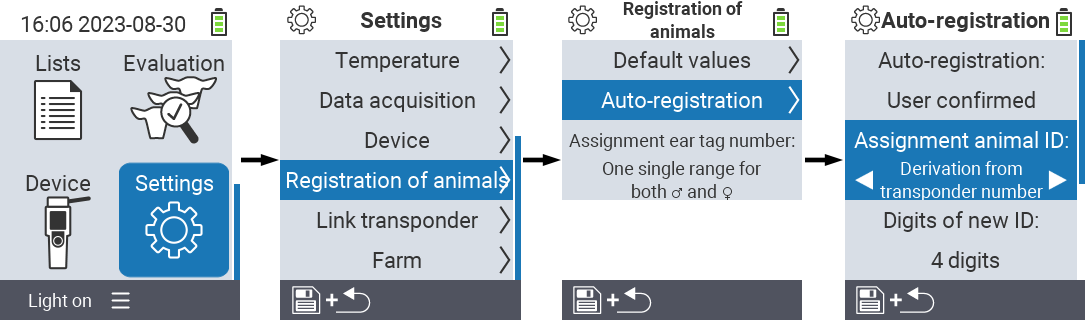 16:06 2023-08-30
Lists
Evaluation
Device
Settings
Light on
Settings
Temperature
Data acquisition
Device
Registration of animals
Link transponder
Farm
+
Registration of
animals
Default values
Auto-registration
Assignment ear tag number:
One single range for
both ♂ and ♀
+
Auto-registration
Auto-registration:
User confirmed
Assignment animal ID:
Derivation from
transponder number
Digits of new ID:
4 digits
+